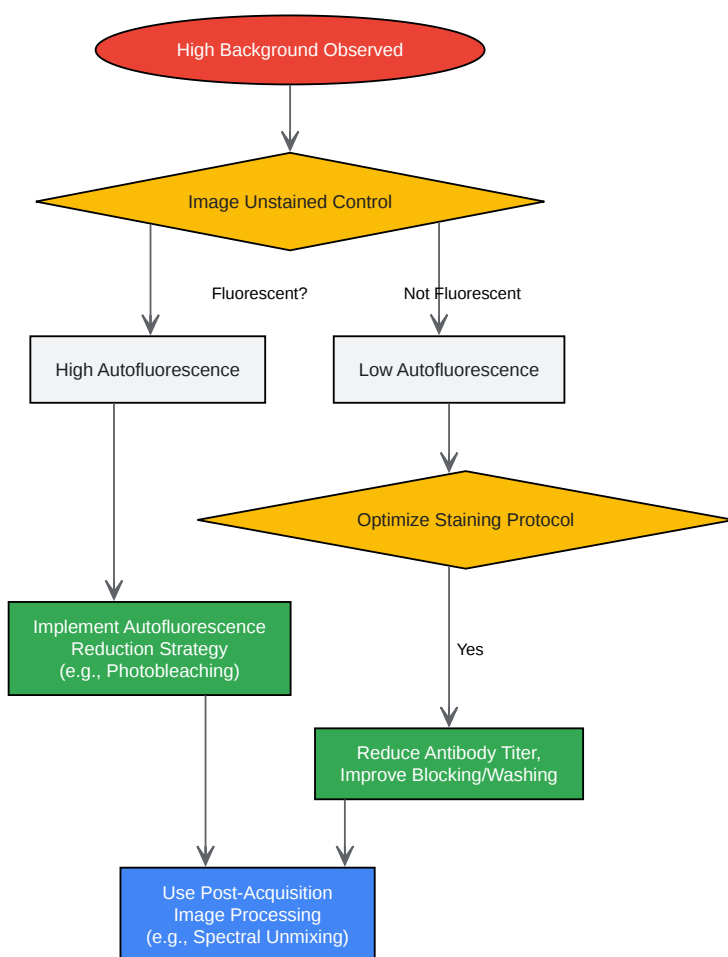 High Background Observed
Image Unstained Control
Fluorescent?
Not Fluorescent
High Autofluorescence
Low Autofluorescence
Optimize Staining Protocol
Implement Autofluorescence
Reduction Strategy
(e.g., Photobleaching)
Yes
Reduce Antibody Titer,
Improve Blocking/Washing
Use Post-Acquisition
Image Processing
(e.g., Spectral Unmixing)